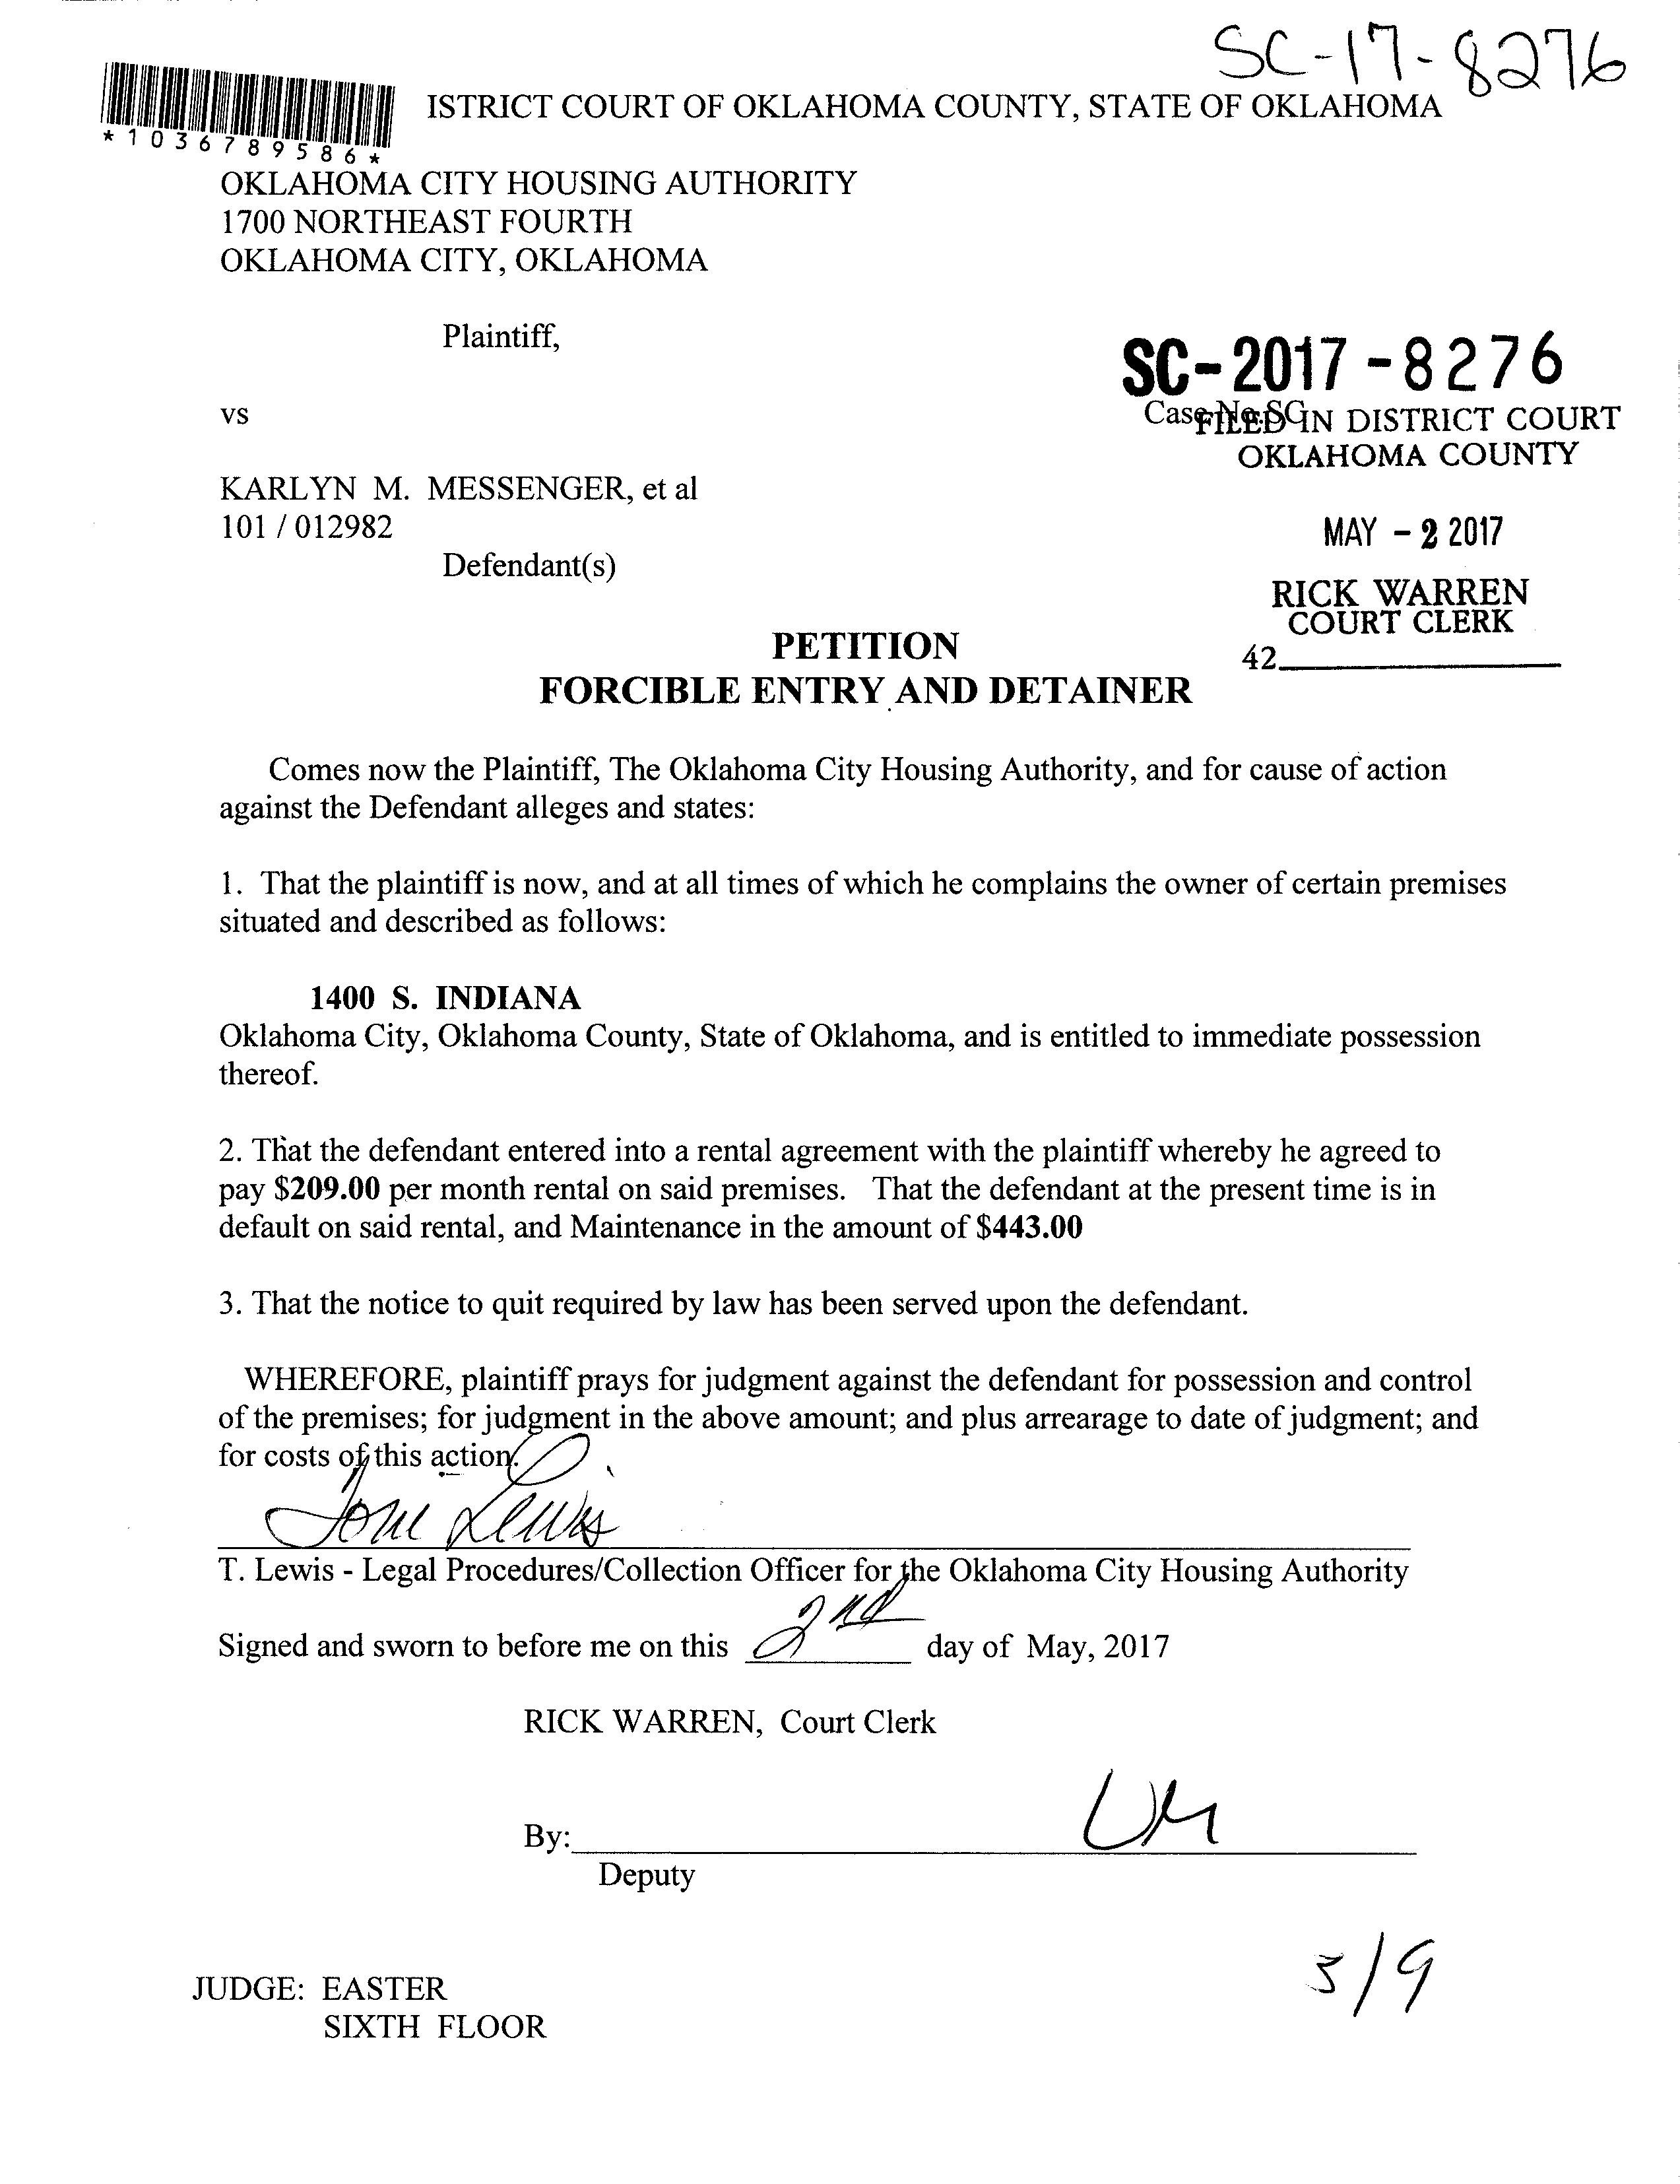 SC-17-8276
*1036789586*
ISTRICT COURT OF OKLAHOMA COUNTY, STATE OF OKLAHOMA
OKLAHOMA CITY HOUSING AUTHORITY
1700 NORTHEAST FOURTH
OKLAHOMA CITY, OKLAHOMA
Plaintiff,
SC-2017-8276
vs
Case No. SC
FILED IN DISTRICT COURT
OKLAHOMA COUNTY
KARLYN M. MESSENGER, et al
101 / 012982
MAY - 2 2017
Defendant(s)
RICK WARREN
COURT CLERK
42
PETITION
FORCIBLE ENTRY AND DETAINER
Comes now the Plaintiff, The Oklahoma City Housing Authority, and for cause of action
against the Defendant alleges and states:
1. That the plaintiff is now, and at all times of which he complains the owner of certain premises
situated and described as follows:
1400 S. INDIANA
Oklahoma City, Oklahoma County, State of Oklahoma, and is entitled to immediate possession
thereof.
2. That the defendant entered into a rental agreement with the plaintiff whereby he agreed to
pay $209.00 per month rental on said premises. That the defendant at the present time is in
default on said rental, and Maintenance in the amount of $443.00
3. That the notice to quit required by law has been served upon the defendant.
WHEREFORE, plaintiff prays for judgment against the defendant for possession and control
of the premises; for judgment in the above amount; and plus arrearage to date of judgment; and
for costs of this action.
Toni Lewis
T. Lewis - Legal Procedures/Collection Officer for the Oklahoma City Housing Authority
Signed and sworn to before me on this 2nd day of May, 2017
RICK WARREN, Court Clerk
By:
Deputy
JUDGE: EASTER
SIXTH FLOOR